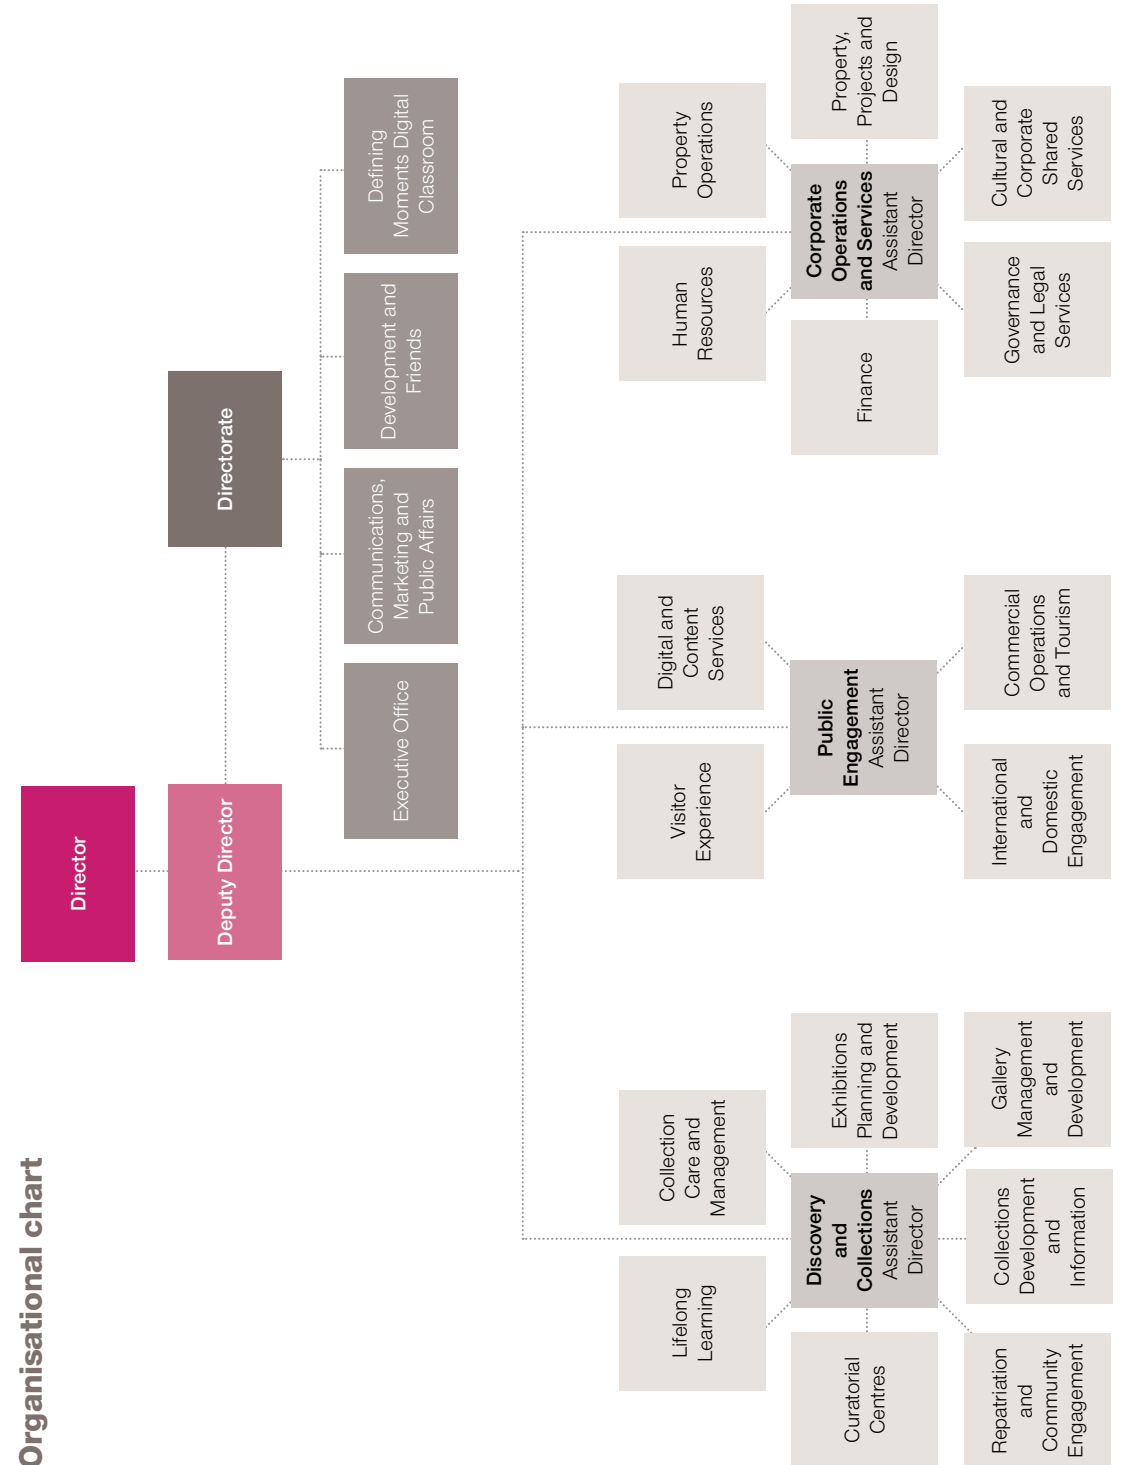 Organisational chart
Director
Deputy Director
Directorate
Executive Office
Communications,
Marketing and
Public Affairs
Development and
Friends
Defining
Moments Digital
Classroom
Lifelong
Learning
Collection
Care and
Management
Curatorial
Centres
Discovery
and
Collections
Assistant
Director
Exhibitions
Planning and
Development
Repatriation
and
Community
Engagement
Collections
Development
and
Information
Gallery
Management
and
Development
Visitor
Experience
Digital and
Content
Services
Public
Engagement
Assistant
Director
International
and
Domestic
Engagement
Commercial
Operations
and Tourism
Human
Resources
Property
Operations
Finance
Corporate
Operations
and Services
Assistant
Director
Property,
Projects and
Design
Governance
and Legal
Services
Cultural and
Corporate
Shared
Services